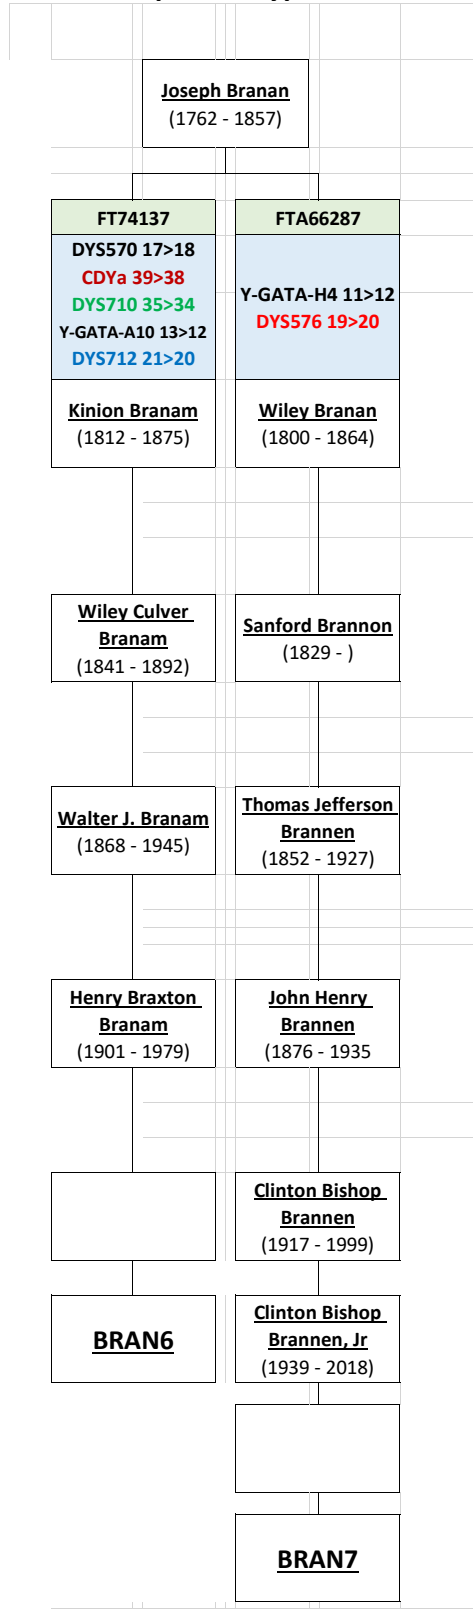 Joseph Branan
(1762 - 1857)
FT74137
FTA66287
DYS570 17>18
CDYa 39>38
DYS710 35>34
Y-GATA-A10 13>12
DYS712 21>20
Y-GATA-H4 11>12
DYS576 19>20
Kinion Branam
(1812 - 1875)
Wiley Branan
(1800 - 1864)
Wiley Culver
Branam
(1841 - 1892)
Sanford Brannon
(1829 - )
Walter J. Branam
(1868 - 1945)
Thomas Jefferson
Brannen
(1852 - 1927)
Henry Braxton
Branam
(1901 - 1979)
John Henry
Brannen
(1876 - 1935
Clinton Bishop
Brannen
(1917 - 1999)
BRAN6
Clinton Bishop
Brannen, Jr
(1939 - 2018)
BRAN7